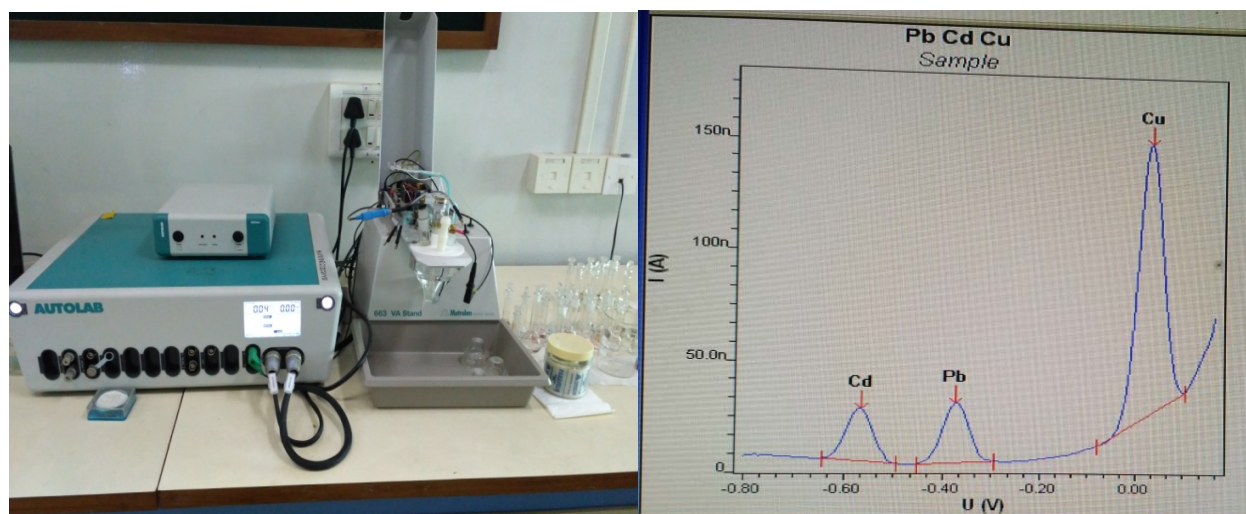 AUTOLAB
004 000
663 VA Stand
Metrohm
Pb Cd Cu
Sample
Cu
150n
100n
I (A)
50.0n
Cd
Pb
0
-0.80
-0.60
-0.40
-0.20
0.00
U (V)